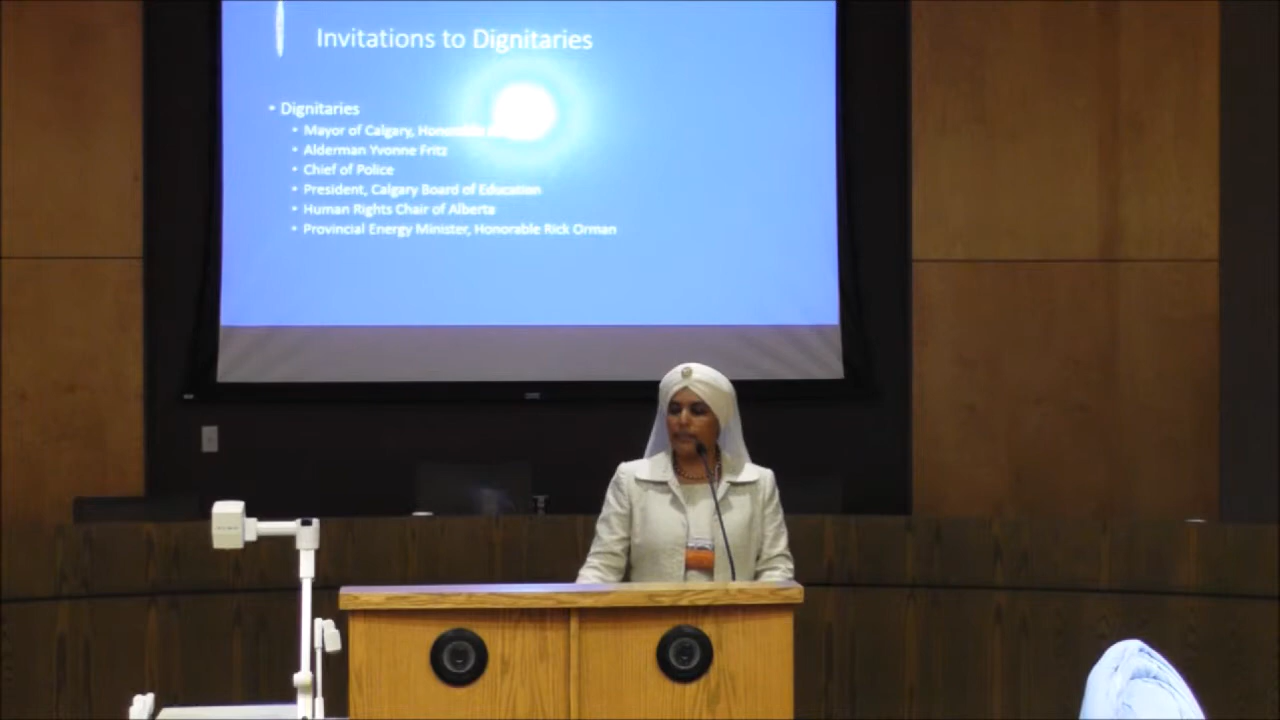 Invitations to Dignitaries
• Dignitaries
• Mayor of Calgary, Honorable
• Alderman Yvonne Fritz
• Chief of Police
• President, Calgary Board of Education
• Human Rights Chair of Alberta
• Provincial Energy Minister, Honorable Rick Orman